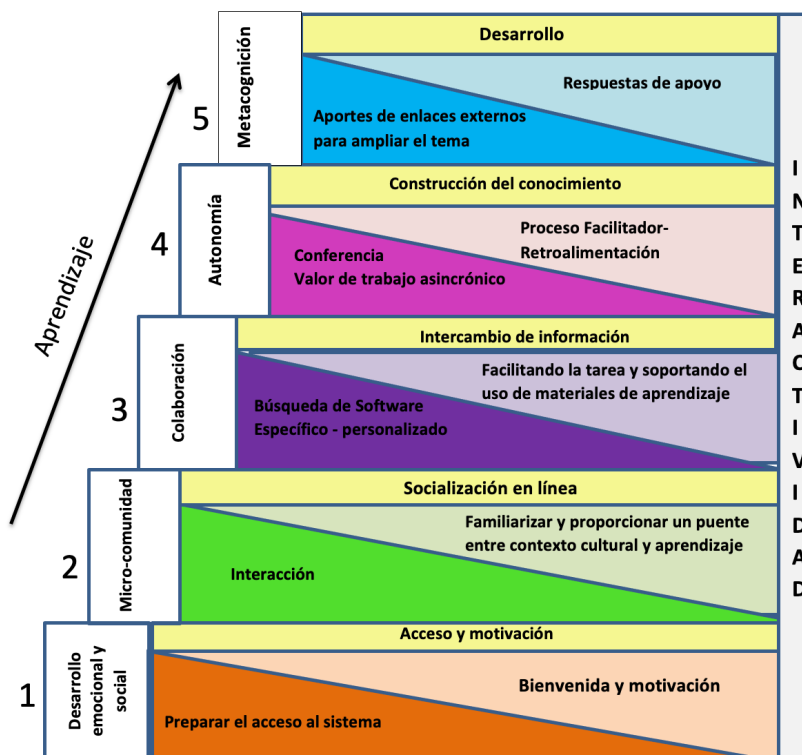 Desarrollo
Metacognición
5
Respuestas de apoyo
Aportes de enlaces externos
para ampliar el tema
Construcción del conocimiento
Autonomía
4
Proceso Facilitador-
Retroalimentación
Conferencia
Valor de trabajo asincrónico
Aprendizaje
Intercambio de información
Colaboración
3
Facilitando la tarea y soportando el
uso de materiales de aprendizaje
Búsqueda de Software
Específico - personalizado
Socialización en línea
Micro-comunidad
2
Familiarizar y proporcionar un puente
entre contexto cultural y aprendizaje
Interacción
Acceso y motivación
Desarrollo
emocional y
social
1
Bienvenida y motivación
Preparar el acceso al sistema
I
N
T
E
R
A
C
T
I
V
I
D
A
D